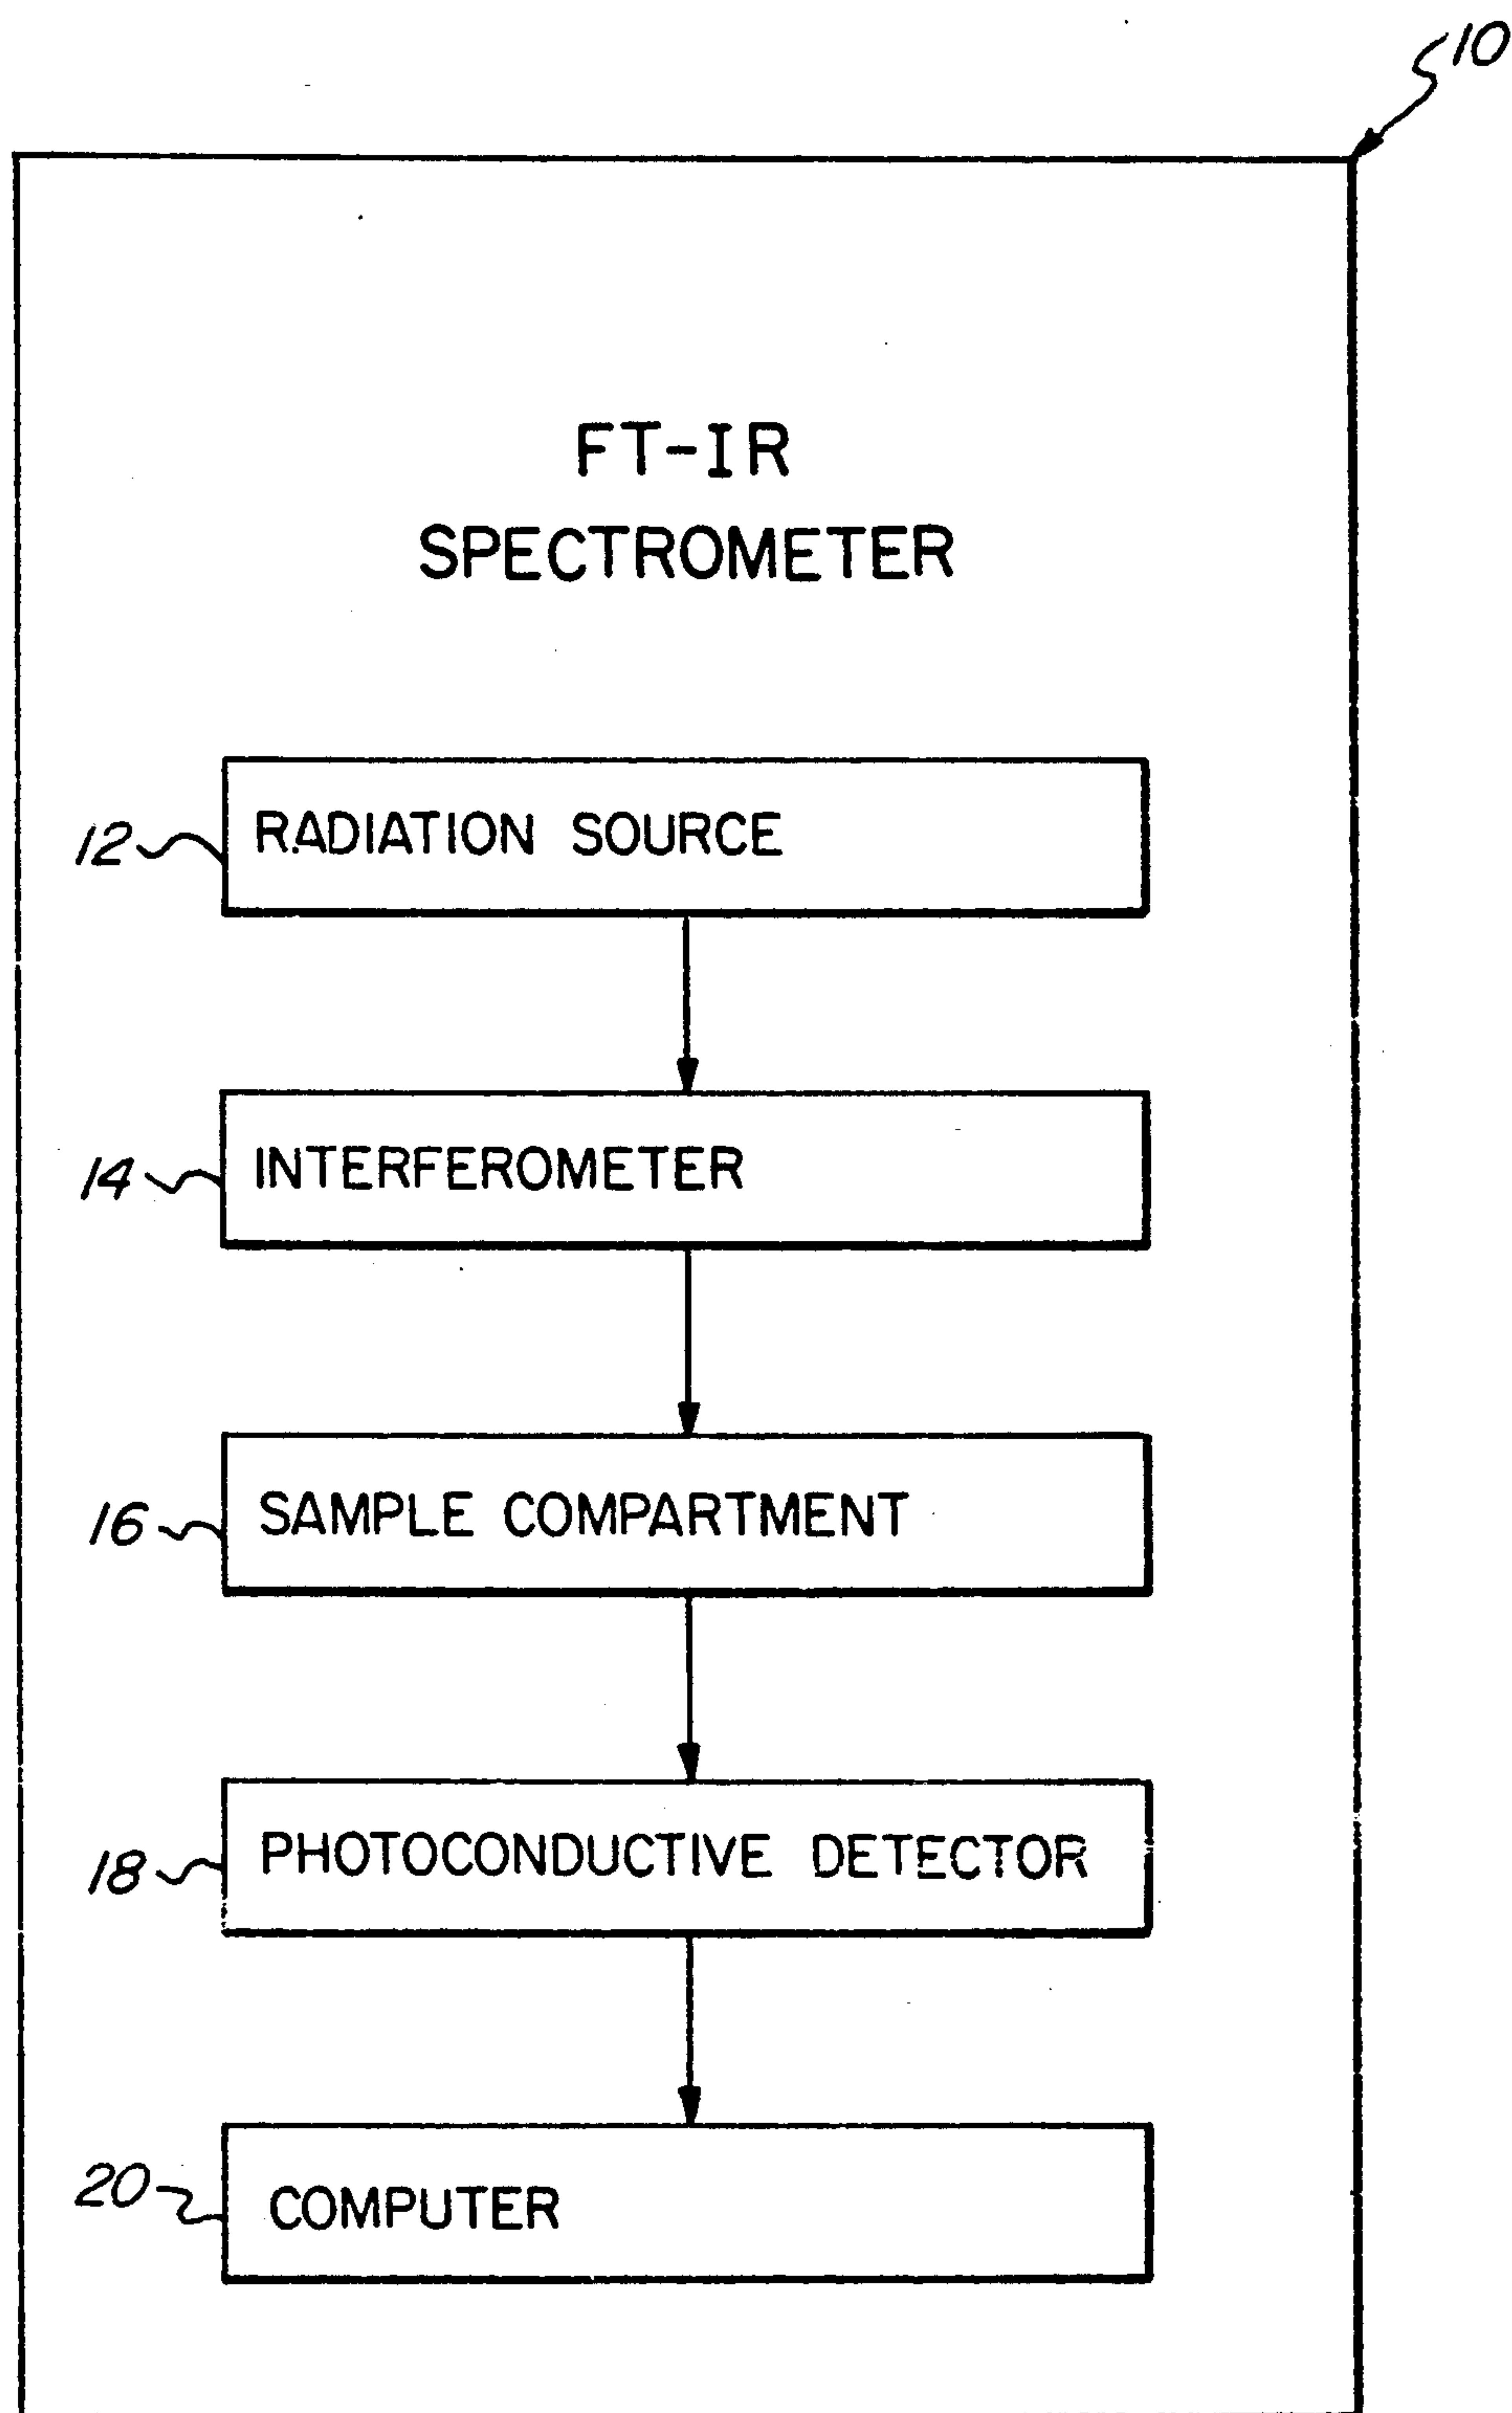 10
FT-IR
SPECTROMETER
12 RADIATION SOURCE
14 INTERFEROMETER
16 SAMPLE COMPARTMENT
18 PHOTOCONDUCTIVE DETECTOR
20 COMPUTER